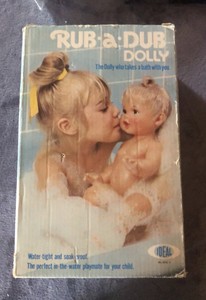 RUB-a-DUB
DOLLY
The Dolly who takes a bath with you
Water-tight and soak-proof.
The perfect in-the-water playmate for your child.
IDEAL